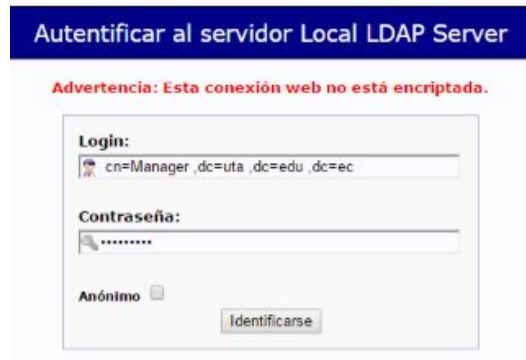 Autentificar al servidor Local LDAP Server
Advertencia: Esta conexión web no está encriptada.
Login:
cn=Manager ,dc=uta ,dc=edu ,dc=ec
Contraseña:
•••••••••
Anónimo
Identificarse